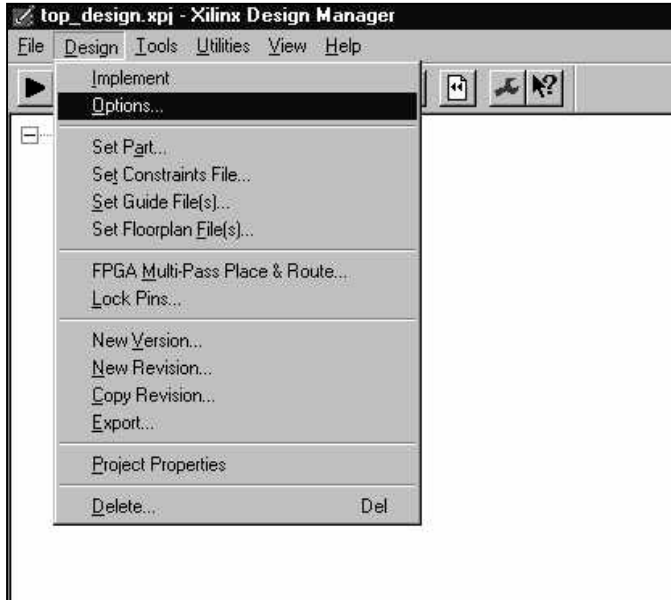 top_design.xpj - Xilinx Design Manager
File Design Tools Utilities View Help
Implement
Options...
Set Part...
Set Constraints File...
Set Guide File(s)...
Set Floorplan File(s)...
FPGA Multi-Pass Place & Route...
Lock Pins...
New Version...
New Revision...
Copy Revision...
Export...
Project Properties
Delete... Del